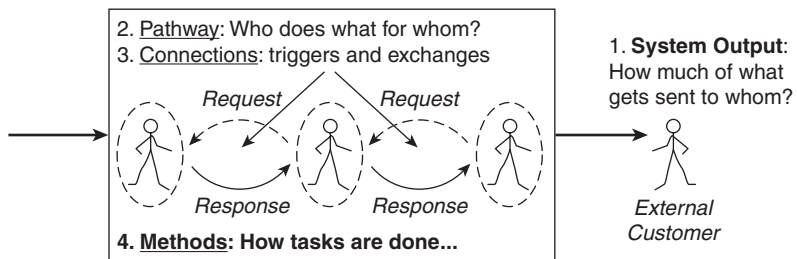 2. Pathway: Who does what for whom?
3. Connections: triggers and exchanges
Request
Request
Response
Response
4. Methods: How tasks are done...
1. System Output:
How much of what
gets sent to whom?
External
Customer